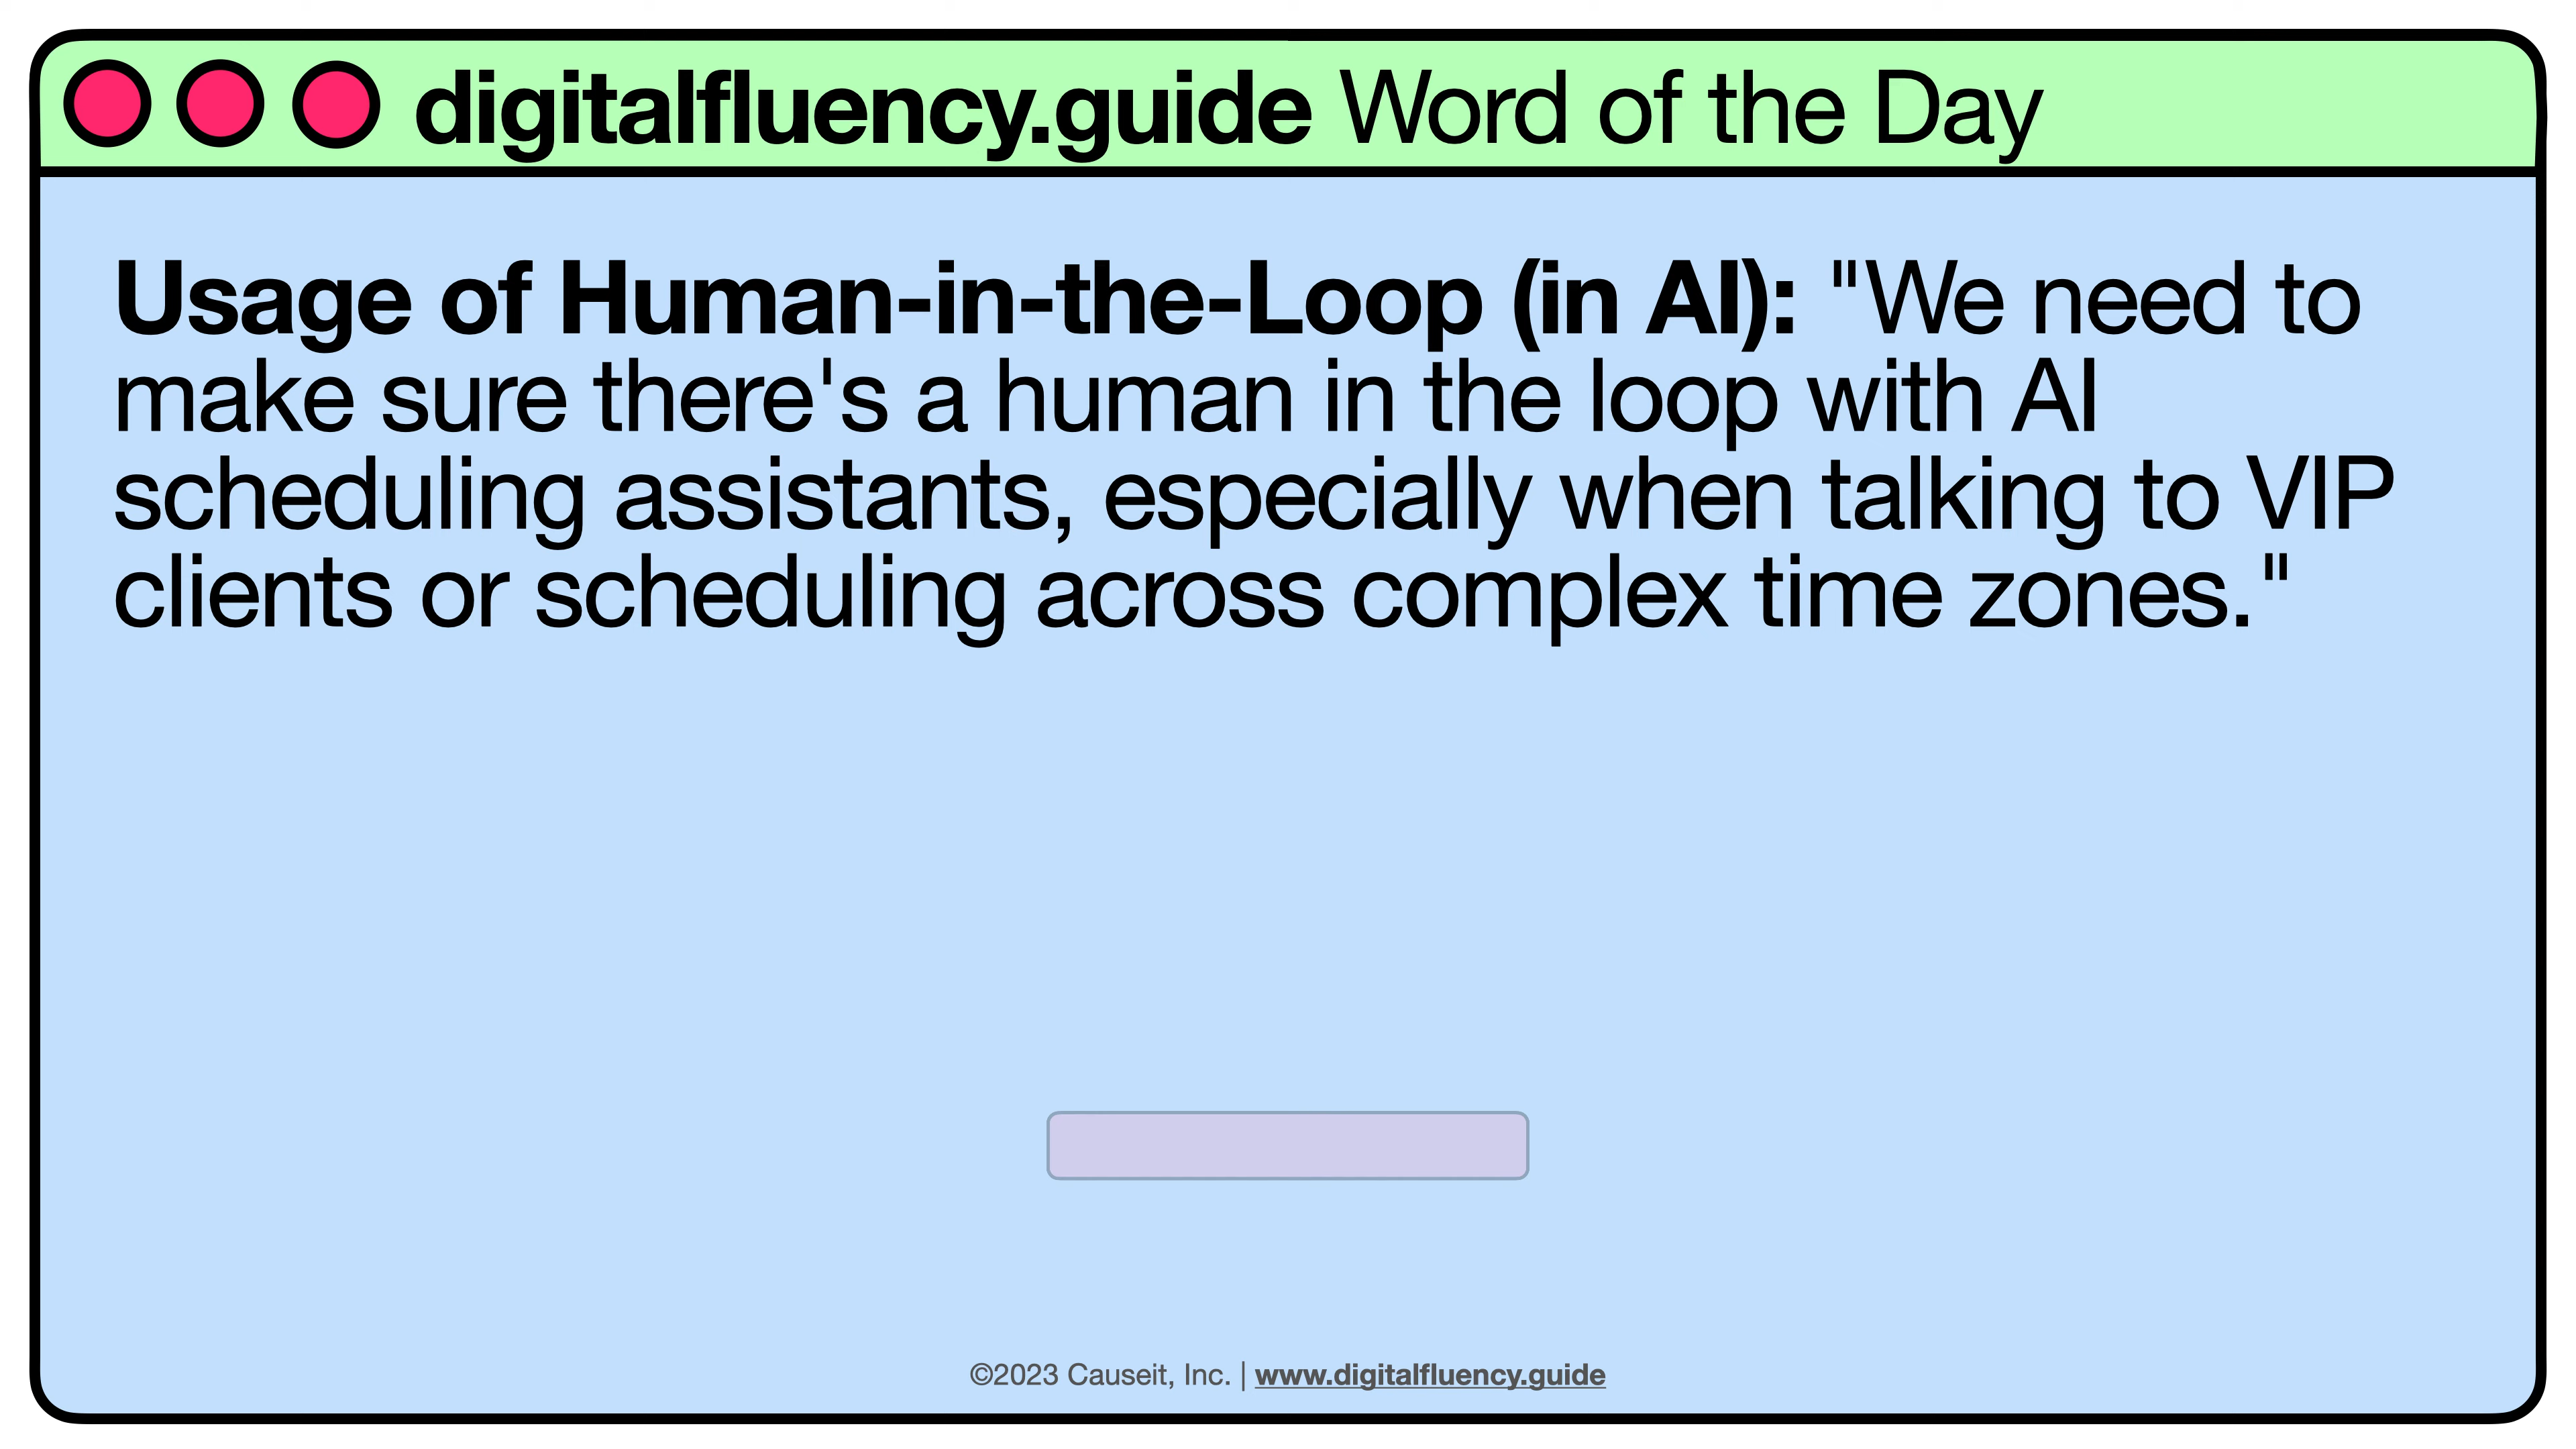 digitalfluency.guide Word of the Day
Usage of Human-in-the-Loop (in AI): "We need to
make sure there's a human in the loop with AI
scheduling assistants, especially when talking to VIP
clients or scheduling across complex time zones."
©2023 Causeit, Inc. | www.digitalfluency.guide